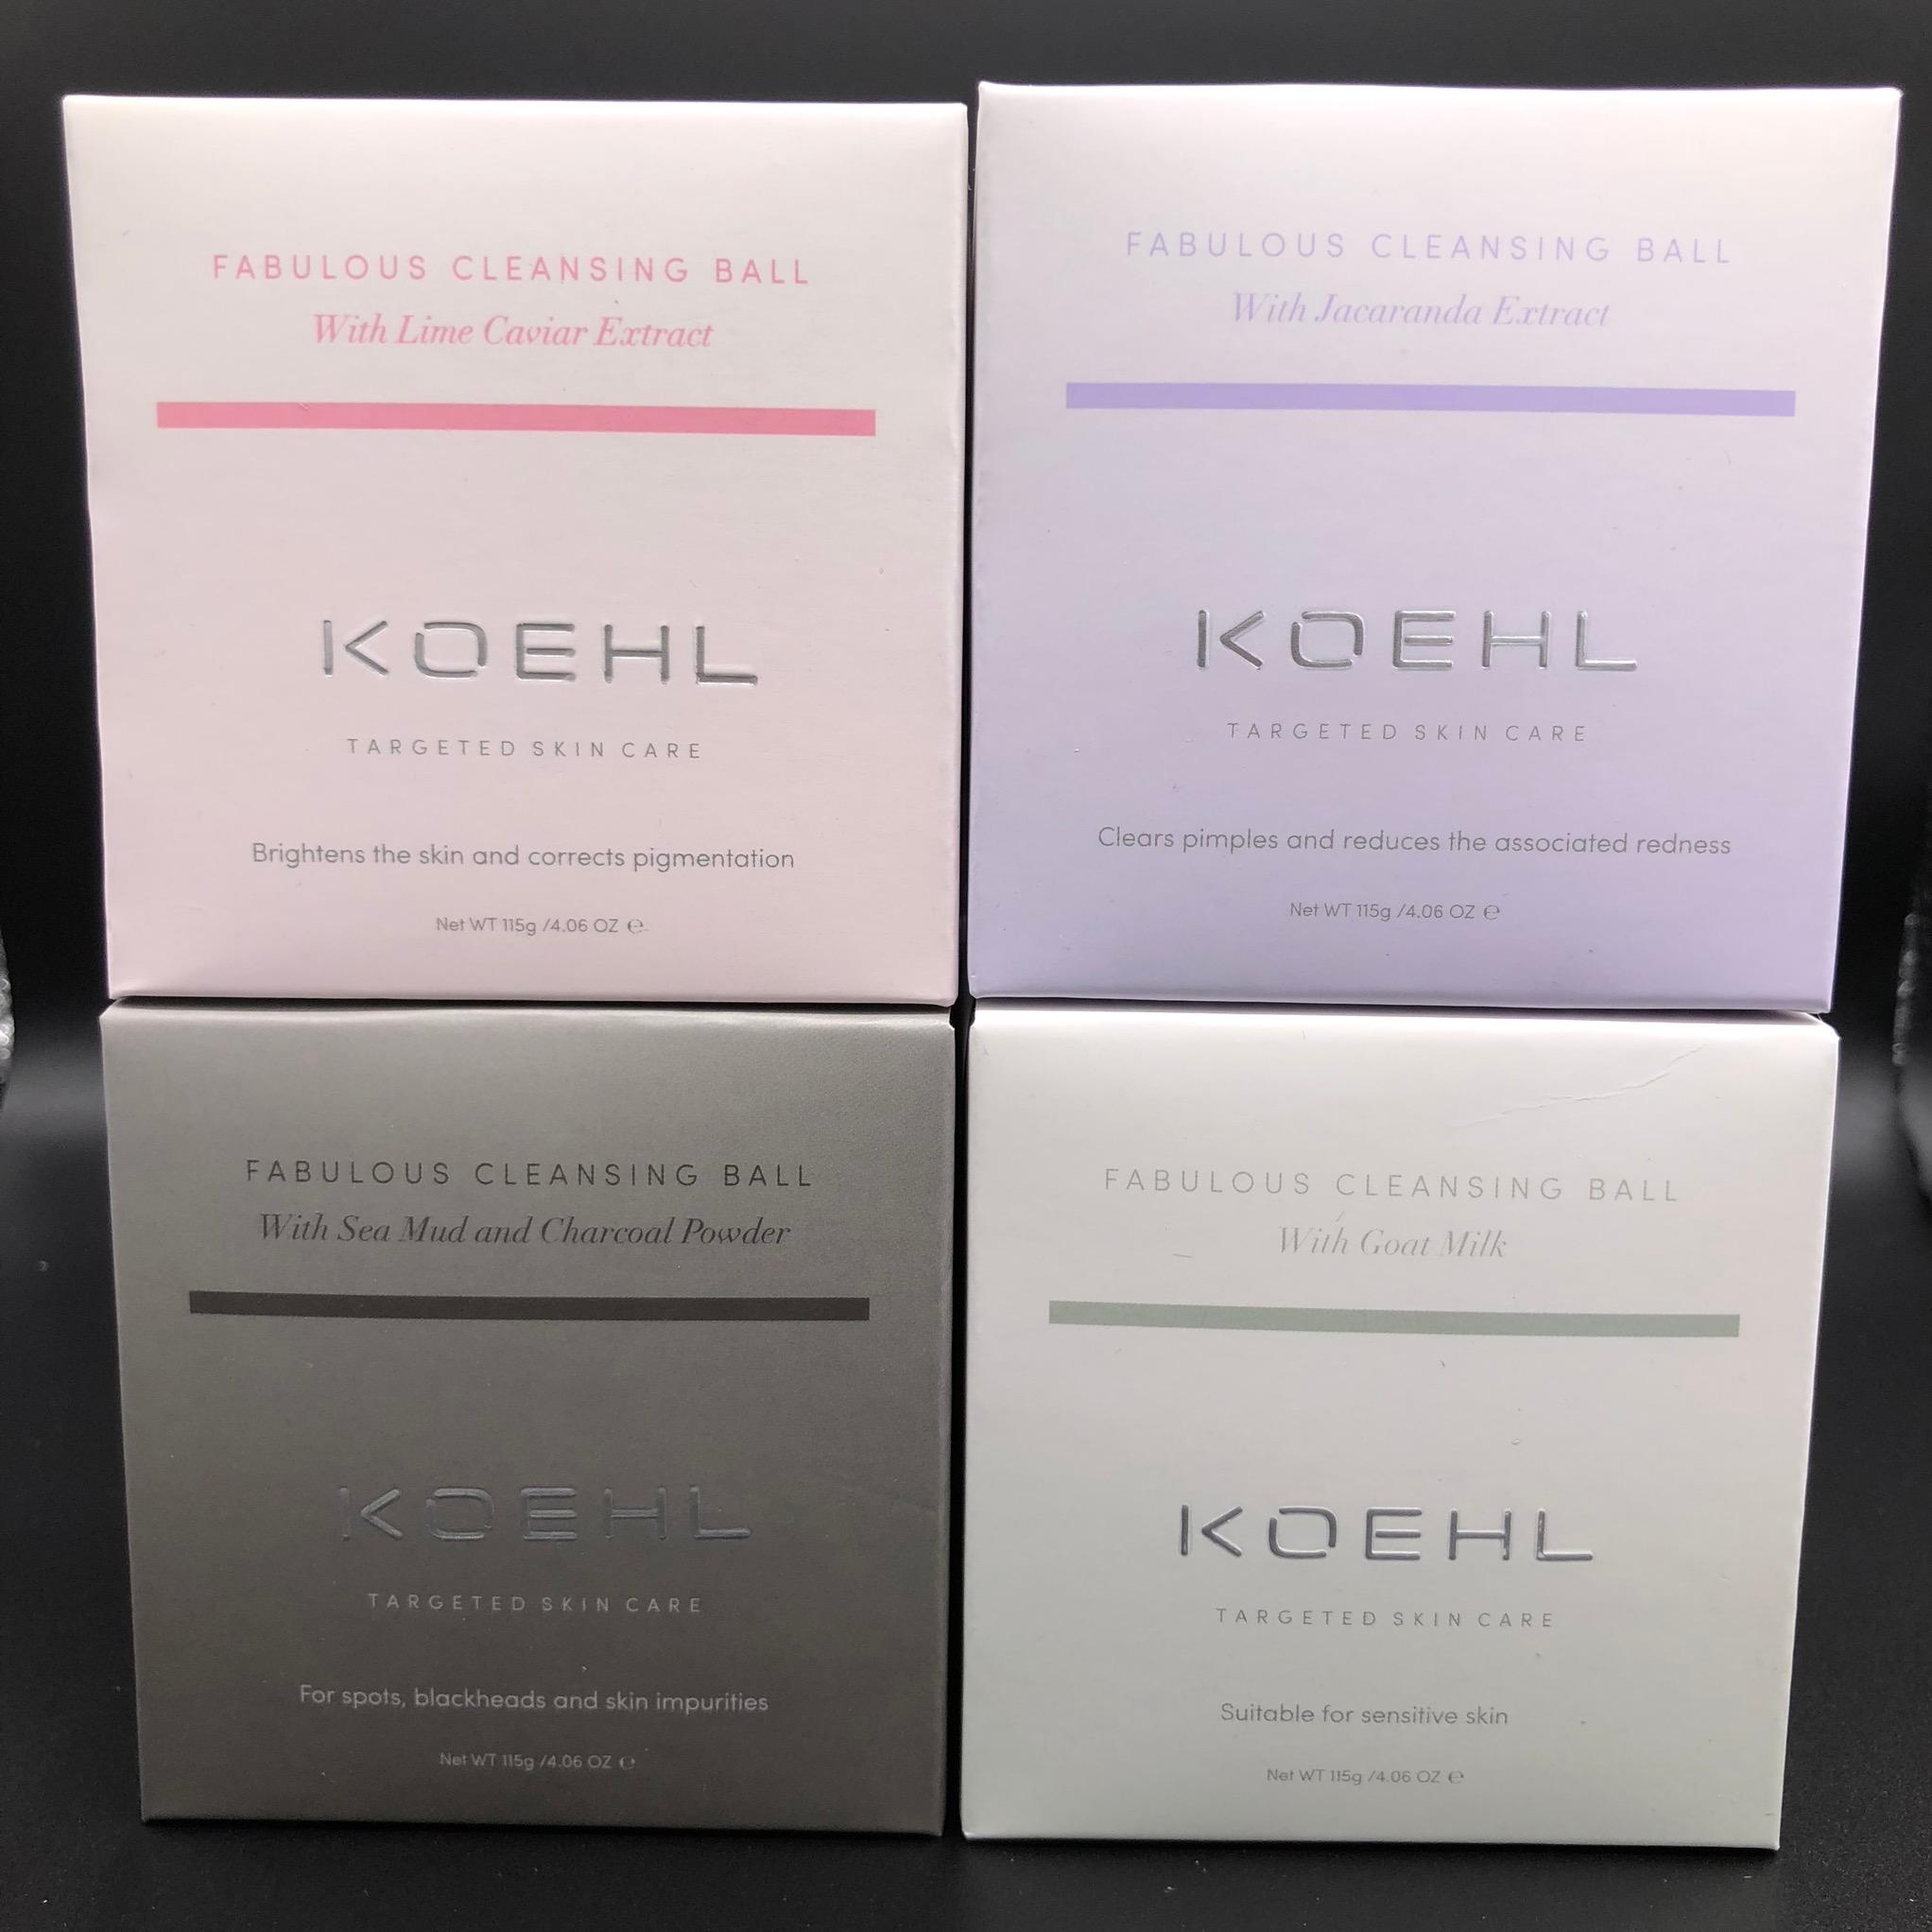 FABULOUS CLEANSING BALL
With Lime Caviar Extract
KOEHL
TARGETED SKIN CARE
Brightens the skin and corrects pigmentation
Net WT 115g /4.06 OZ ℮
FABULOUS CLEANSING BALL
With Jacaranda Extract
KOEHL
TARGETED SKIN CARE
Clears pimples and reduces the associated redness
Net WT 115g /4.06 OZ ℮
FABULOUS CLEANSING BALL
With Sea Mud and Charcoal Powder
KOEHL
TARGETED SKIN CARE
For spots, blackheads and skin impurities
Net WT 115g /4.06 OZ ℮
FABULOUS CLEANSING BALL
With Goat Milk
KOEHL
TARGETED SKIN CARE
Suitable for sensitive skin
Net WT 115g /4.06 OZ ℮